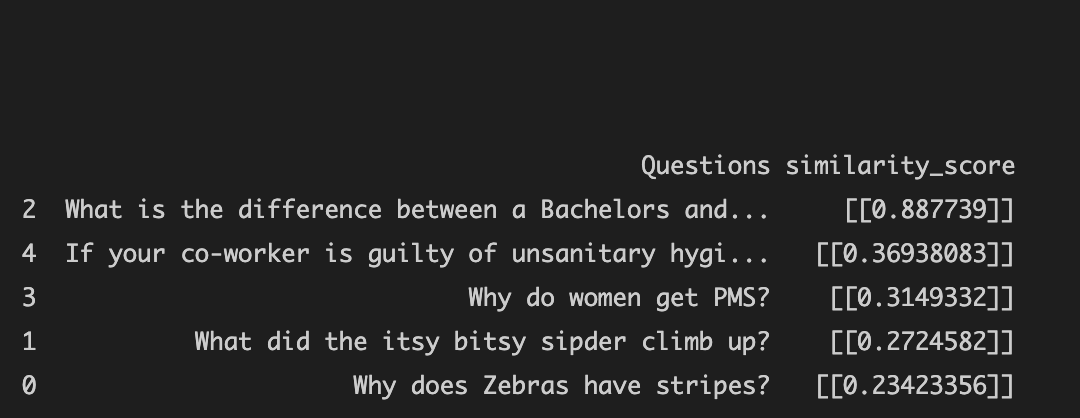 Questions similarity_score
2 What is the difference between a Bachelors and... [[0.887739]]
4 If your co-worker is guilty of unsanitary hygi... [[0.36938083]]
3 Why do women get PMS? [[0.3149332]]
1 What did the itsy bitsy sipder climb up? [[0.2724582]]
0 Why does Zebras have stripes? [[0.23423356]]